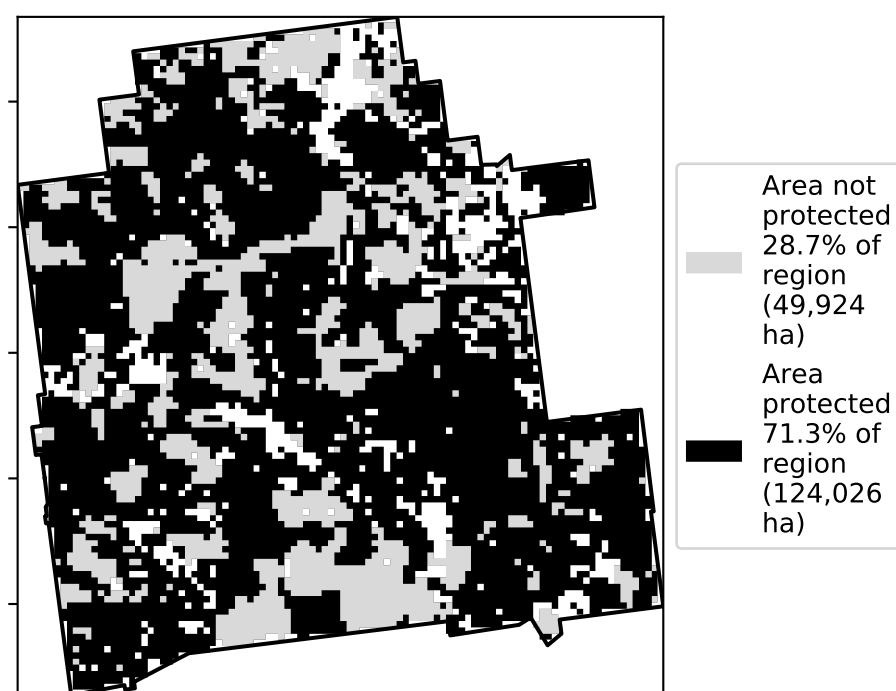 Area not
protected
28.7% of
region
(49,924
ha)
Area
protected
71.3% of
region
(124,026
ha)